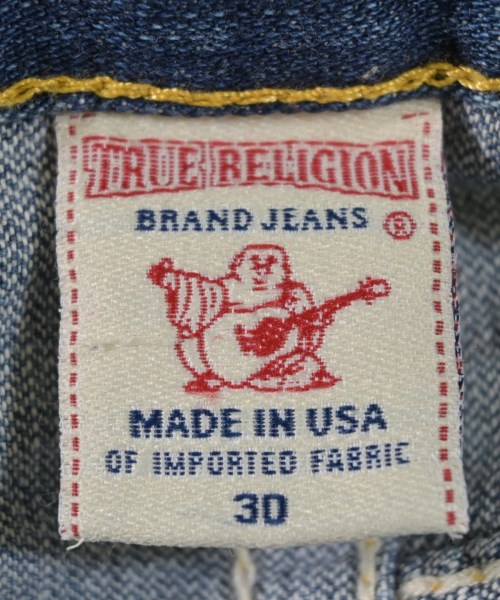 TRUE RELIGION
BRAND JEANS ®
MADE IN USA
OF IMPORTED FABRIC
30